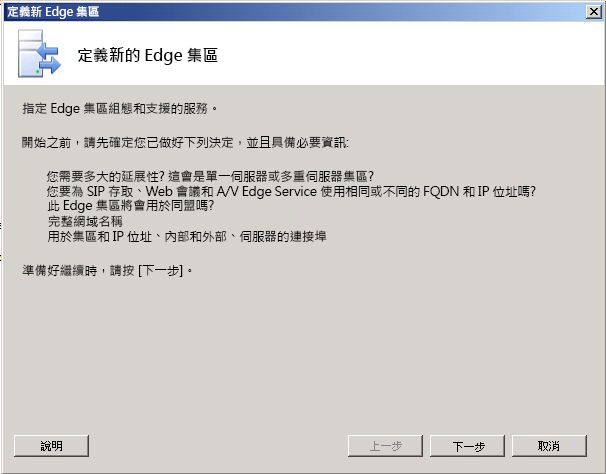 定義新 Edge 集區
定義新的 Edge 集區
指定 Edge 集區組態和支援的服務。
開始之前，請先確定您已做好下列決定，並且具備必要資訊:
您需要多大的延展性? 這會是單一伺服器或多重伺服器集區?
您要為 SIP 存取、Web 會議和 A/V Edge Service 使用相同或不同的 FQDN 和 IP 位址嗎?
此 Edge 集區將會用於同盟嗎?
完整網域名稱
用於集區和 IP 位址、內部和外部、伺服器的連接埠
準備好繼續時，請按 [下一步]。
說明
上一步
下一步
取消